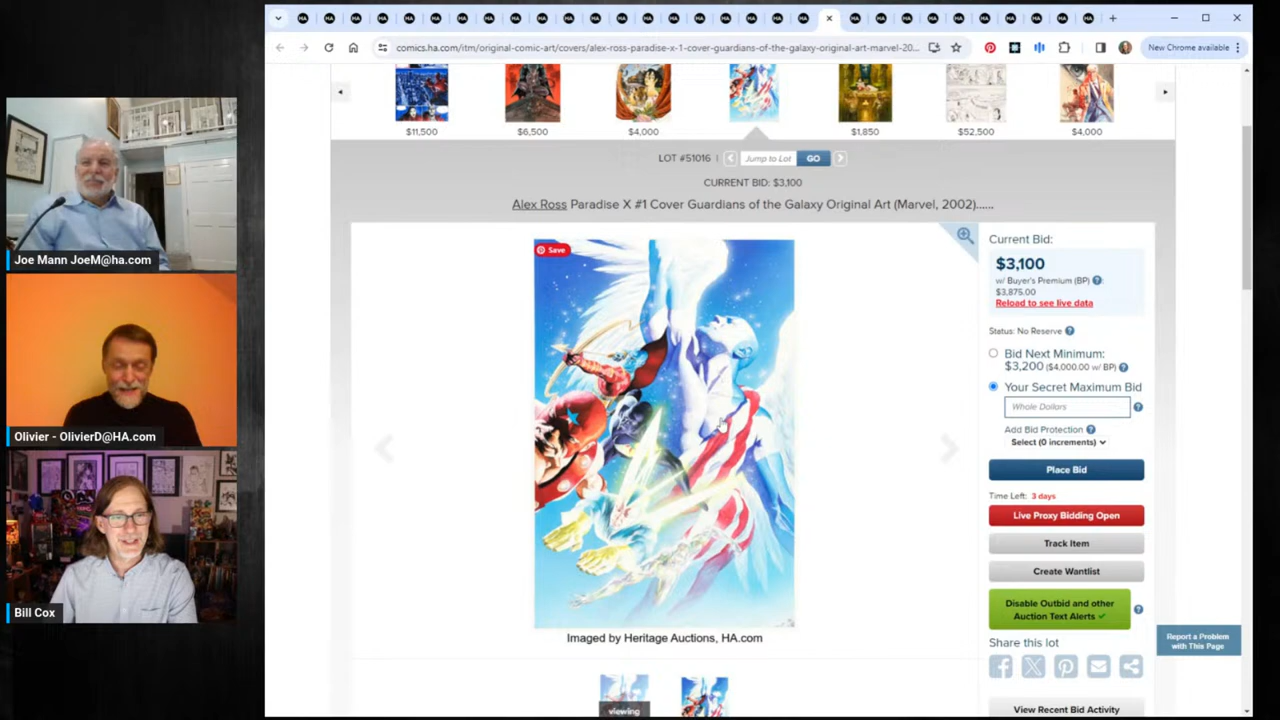 Joe Mann JoeM@ha.com
Olivier - OlivierD@HA.com
Bill Cox
comics.ha.com/itm/original-comic-art/covers/alex-ross-paradise-x-1-cover-guardians-of-the-galaxy-original-art-marvel-20...
New Chrome available
$11,500
$6,500
$4,000
$1,850
$52,500
$4,000
LOT #51016 | Jump to Lot GO
CURRENT BID: $3,100
Alex Ross Paradise X #1 Cover Guardians of the Galaxy Original Art (Marvel, 2002)......
Save
Imaged by Heritage Auctions, HA.com
viewing
Current Bid:
$3,100
w/ Buyer's Premium (BP) ? :
$3,875.00
Reload to see live data
Status: No Reserve ?
Bid Next Minimum:
$3,200 ($4,000.00 w/ BP) ?
Your Secret Maximum Bid
Whole Dollars ?
Add Bid Protection ?
Select (0 increments)
Place Bid
Time Left: 3 days
Live Proxy Bidding Open
Track Item
Create Wantlist
Disable Outbid and other
Auction Text Alerts ✓ ?
Share this lot
View Recent Bid Activity
Report a Problem
with This Page